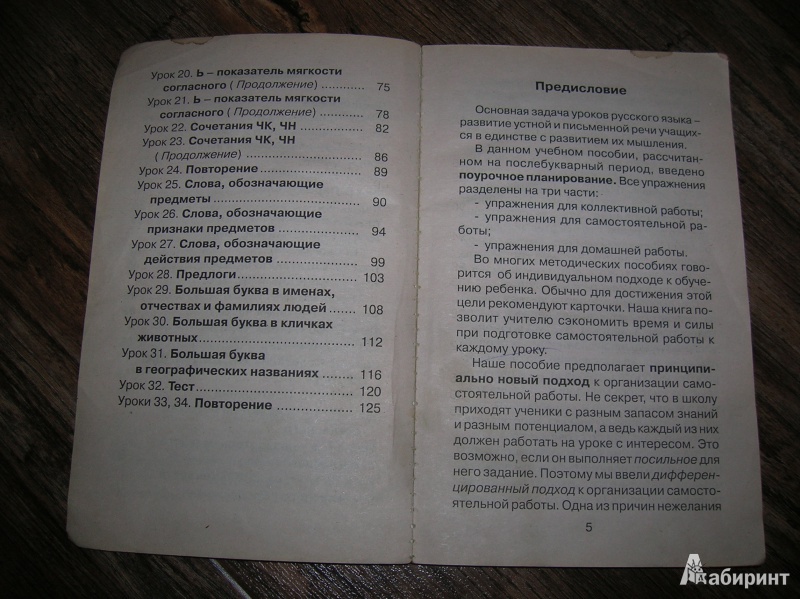 Урок 20. Ь – показатель мягкости
согласного ( Продолжение) ............ 75
Урок 21. Ь – показатель мягкости
согласного ( Продолжение) ............ 78
Урок 22. Сочетания ЧК, ЧН ............ 82
Урок 23. Сочетания ЧК, ЧН
( Продолжение) ............ 86
Урок 24. Повторение ............ 89
Урок 25. Слова, обозначающие
предметы ............ 90
Урок 26. Слова, обозначающие
признаки предметов ............ 94
Урок 27. Слова, обозначающие
действия предметов ............ 99
Урок 28. Предлоги ............ 103
Урок 29. Большая буква в именах,
отчествах и фамилиях людей ........ 108
Урок 30. Большая буква в кличках
животных ............ 112
Урок 31. Большая буква
в географических названиях ........ 116
Урок 32. Тест ............ 120
Уроки 33, 34. Повторение ............ 125
Предисловие
Основная задача уроков русского языка –
развитие устной и письменной речи учащих-
ся в единстве с развитием их мышления.
В данном учебном пособии, рассчитан-
ном на послебукварный период, введено
поурочное планирование. Все упражнения
разделены на три части:
- упражнения для коллективной работы;
- упражнения для самостоятельной ра-
боты;
- упражнения для домашней работы.
Во многих методических пособиях гово-
рится об индивидуальном подходе к обуче-
нию ребенка. Обычно для достижения этой
цели рекомендуют карточки. Наша книга по-
зволит учителю сэкономить время и силы
при подготовке самостоятельной работы к
каждому уроку.
Наше пособие предполагает принципи-
ально новый подход к организации само-
стоятельной работы. Не секрет, что в школу
приходят ученики с разным запасом знаний
и разным потенциалом, а ведь каждый из них
должен работать на уроке с интересом. Это
возможно, если он выполняет посильное для
него задание. Поэтому мы ввели дифферен-
цированный подход к организации самосто-
ятельной работы. Одна из причин нежелания
5
Лабиринт